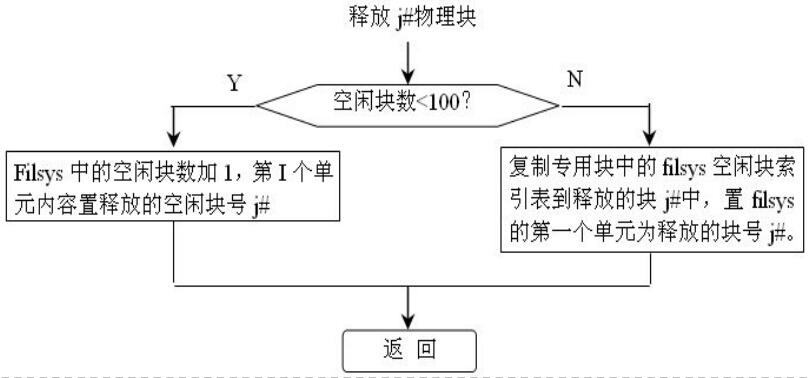 释放 j#物理块
Y
N
空闲块数<100?
Filsys 中的空闲块数加 1，第 I 个单
元内容置释放的空闲块号 j#
复制专用块中的 filsys 空闲块索
引表到释放的块 j#中，置 filsys
的第一个单元为释放的块号 j#。
返 回